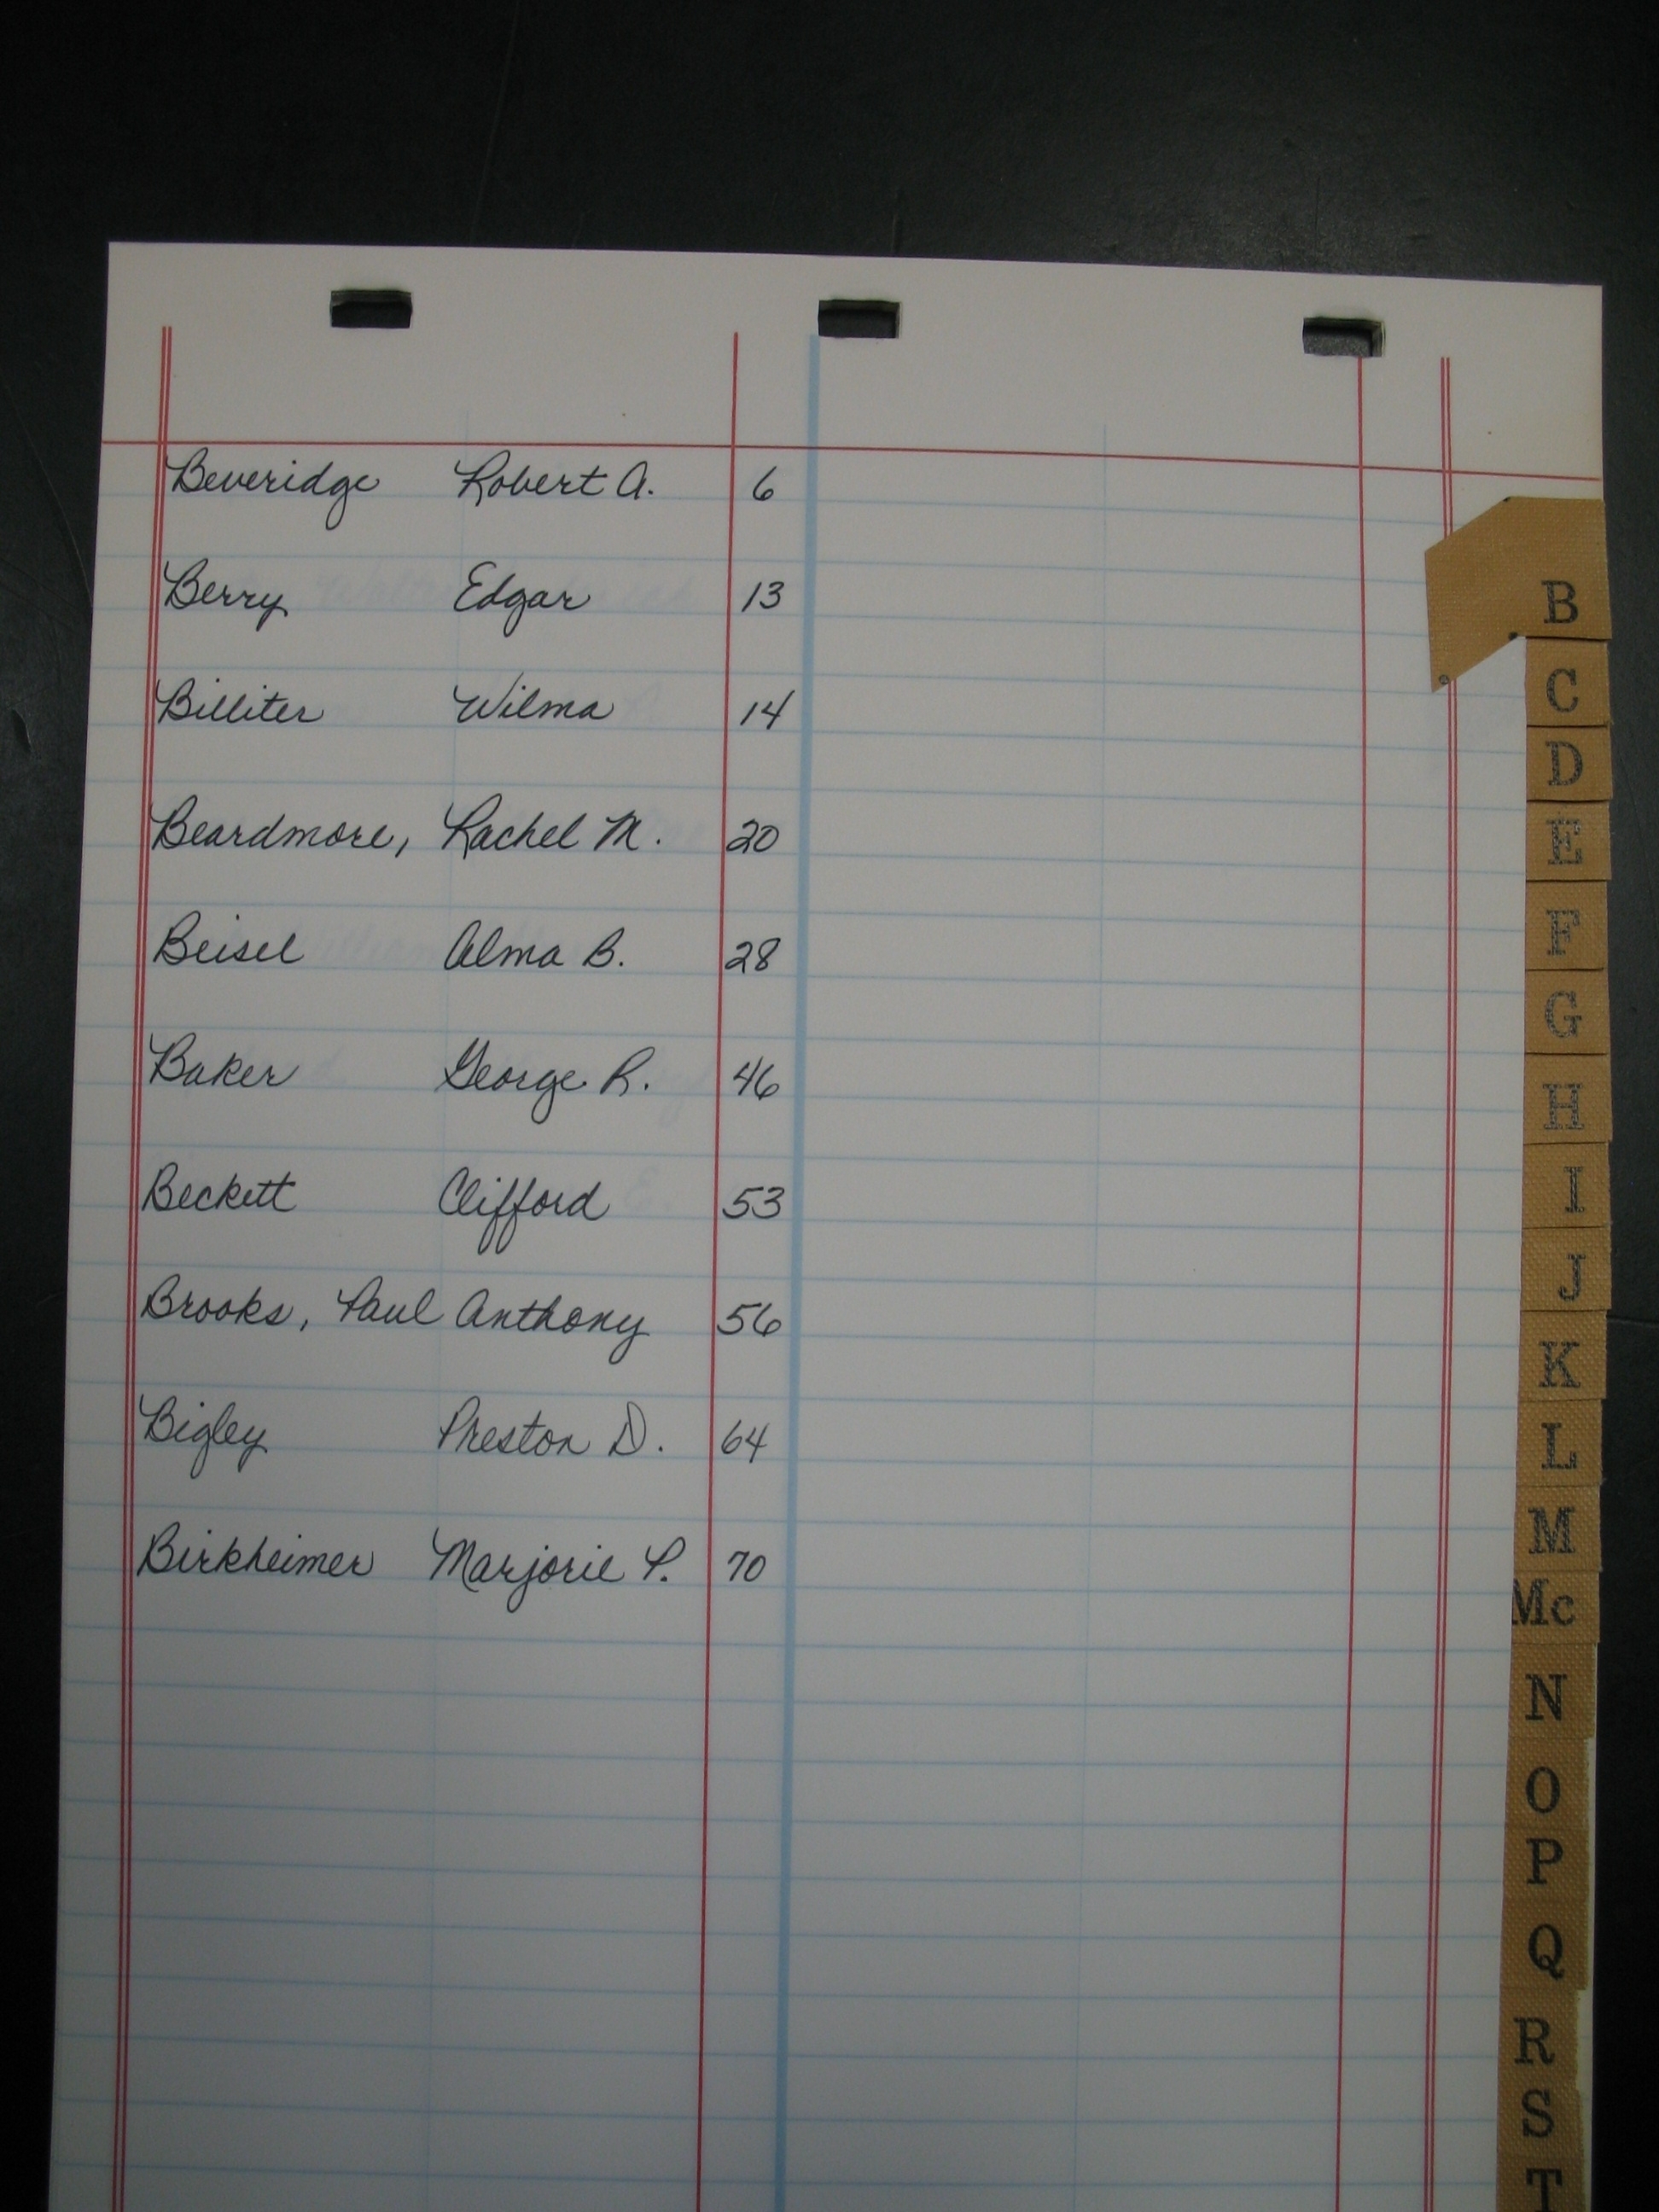 Beveridge Robert A. 6
Berry Edgar 13
Billiter Wilma 14
Beardmore, Rachel M. 20
Beisel Alma B. 28
Baker George R. 46
Beckett Clifford 53
Brooks, Paul Anthony 56
Bigley Preston D. 64
Birkheimer Marjorie P. 70
B
C
D
E
F
G
H
I
J
K
L
M
Mc
N
O
P
Q
R
S
T